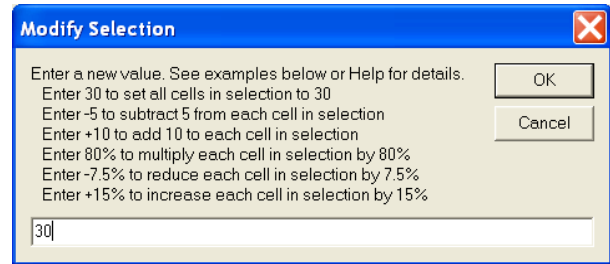 Modify Selection
Enter a new value. See examples below or Help for details.
Enter 30 to set all cells in selection to 30
Enter -5 to subtract 5 from each cell in selection
Enter +10 to add 10 to each cell in selection
Enter 80% to multiply each cell in selection by 80%
Enter -7.5% to reduce each cell in selection by 7.5%
Enter +15% to increase each cell in selection by 15%
OK
Cancel
30